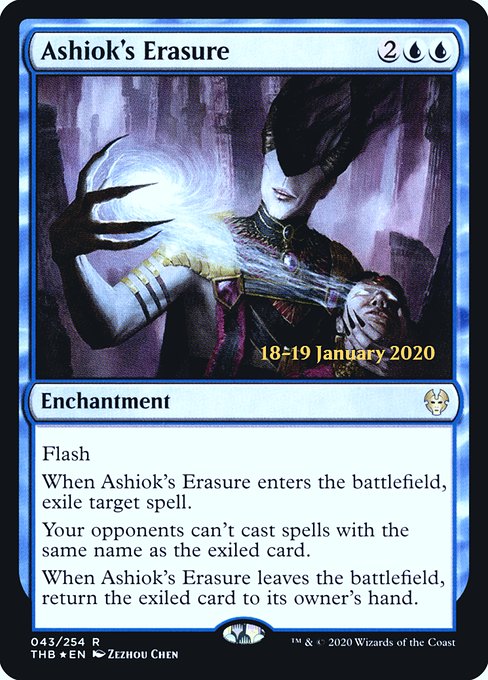 Ashiok's Erasure 2
18–19 January 2020
Enchantment
Flash
When Ashiok's Erasure enters the battlefield,
exile target spell.
Your opponents can't cast spells with the
same name as the exiled card.
When Ashiok's Erasure leaves the battlefield,
return the exiled card to its owner's hand.
043/254 R
THB ★ EN Zezhou Chen
™ & © 2020 Wizards of the Coast